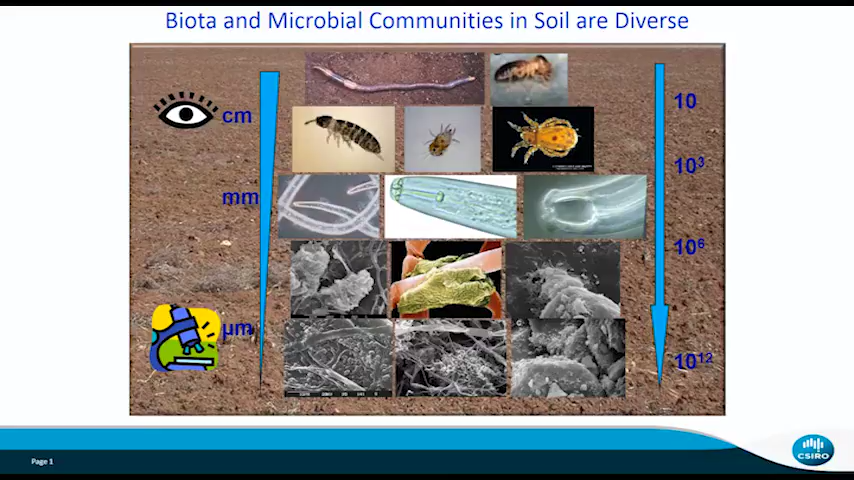 Biota and Microbial Communities in Soil are Diverse
cm
10
10³
mm
10⁶
µm
10¹²
Page 1
CSIRO